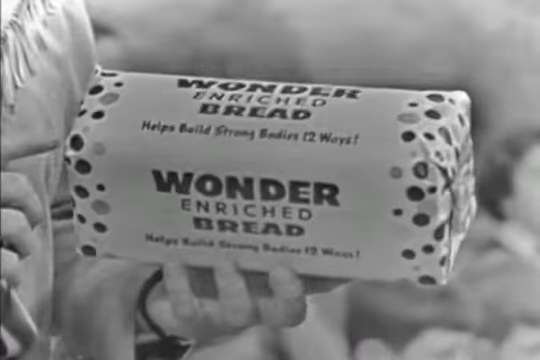 WONDER
ENRICHED
BREAD
Helps Build Strong Bodies 12 Ways!
WONDER
ENRICHED
BREAD
Helps Build Strong Bodies 12 Ways!